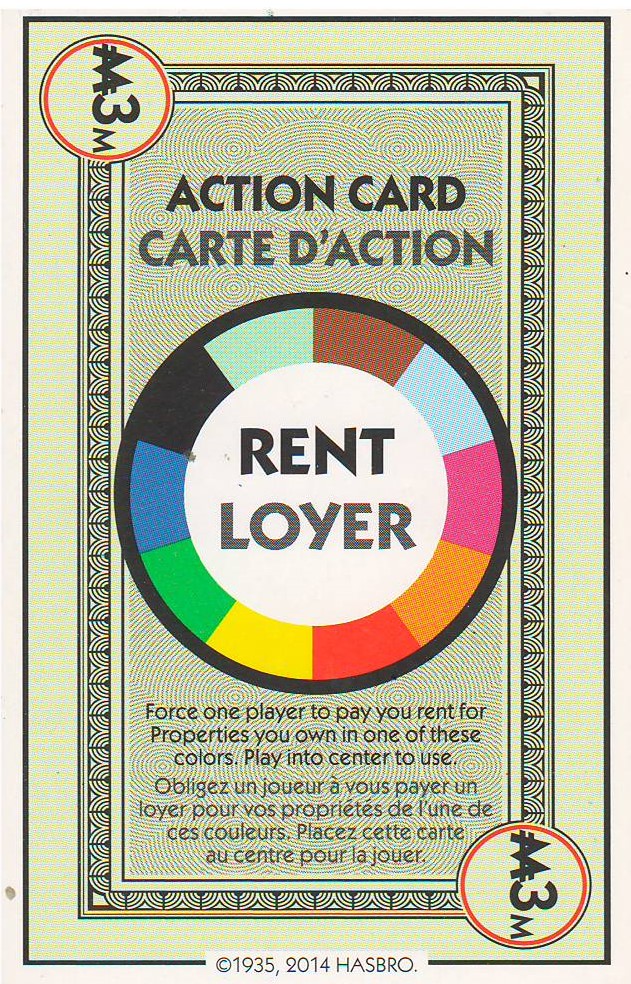 ₩3M
ACTION CARD
CARTE D'ACTION
RENT
LOYER
Force one player to pay you rent for
Properties you own in one of these
colors. Play into center to use.
Obligez un joueur à vous payer un
loyer pour vos propriétés de l'une de
ces couleurs. Placez cette carte
au centre pour la jouer.
₩3M
©1935, 2014 HASBRO.